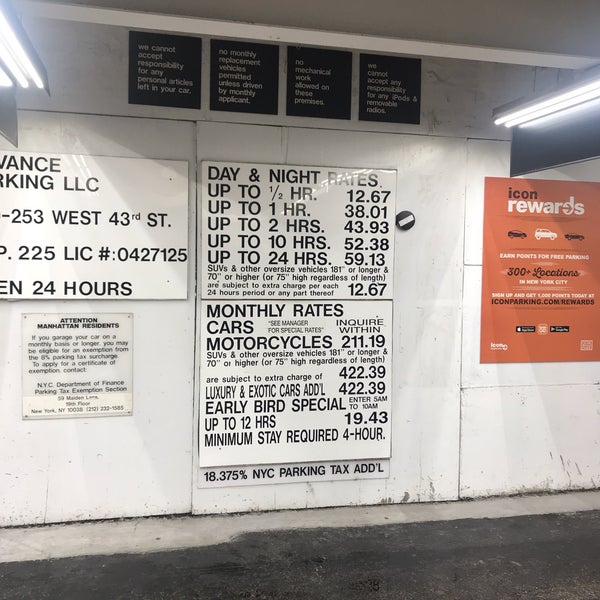 we cannot
accept
responsibility
for any
personal articles
left in your car.
no monthly
replacement
vehicles
permitted
unless driven
by monthly
applicant.
no
mechanical
work
allowed on
these
premises.
we
cannot
accept any
responsibility
for any iPods &
removable
radios.
VANCE
RKING LLC
-253 WEST 43rd ST.
P. 225 LIC #:0427125
EN 24 HOURS
ATTENTION
MANHATTAN RESIDENTS
If you garage your car on a
monthly basis or longer, you may
be eligible for an exemption from
the 8% parking tax surcharge.
To apply for a certificate of
exemption contact:
N.Y.C. Department of Finance
Parking Tax Exemption Section
59 Maiden Lane,
19th Floor
New York, NY 10038 (212) 232-1585
DAY & NIGHT RATES
UP TO 1/2 HR. 12.67
UP TO 1 HR. 38.01
UP TO 2 HRS. 43.93
UP TO 10 HRS. 52.38
UP TO 24 HRS. 59.13
SUVs & other oversize vehicles 181" or longer &
70" or higher (or 75" high regardless of length)
are subject to extra charge per each
24 hours period or any part thereof 12.67
MONTHLY RATES
CARS "SEE MANAGER FOR SPECIAL RATES" INQUIRE WITHIN
MOTORCYCLES 211.19
SUVs & other oversize vehicles 181" or longer &
70" or higher (or 75" high regardless of length)
are subject to extra charge of 422.39
LUXURY & EXOTIC CARS ADD'L 422.39
EARLY BIRD SPECIAL ENTER 5AM TO 10AM
UP TO 12 HRS 19.43
MINIMUM STAY REQUIRED 4-HOUR.
18.375% NYC PARKING TAX ADD'L
icon
rewards
EARN POINTS FOR FREE PARKING
300+ Locations
IN NEW YORK CITY
SIGN UP AND GET 1,000 POINTS TODAY AT
ICONPARKING.COM/REWARDS
App Store
Google Play
icon